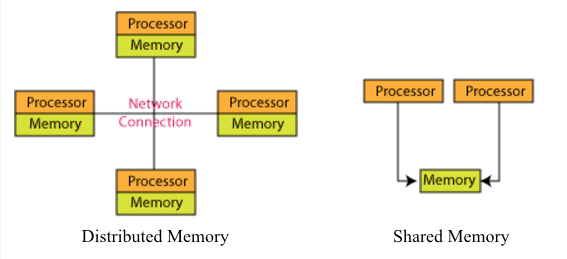 Processor
Memory
Processor
Memory
Network
Connection
Processor
Memory
Processor
Memory
Distributed Memory
Processor
Processor
Memory
Shared Memory